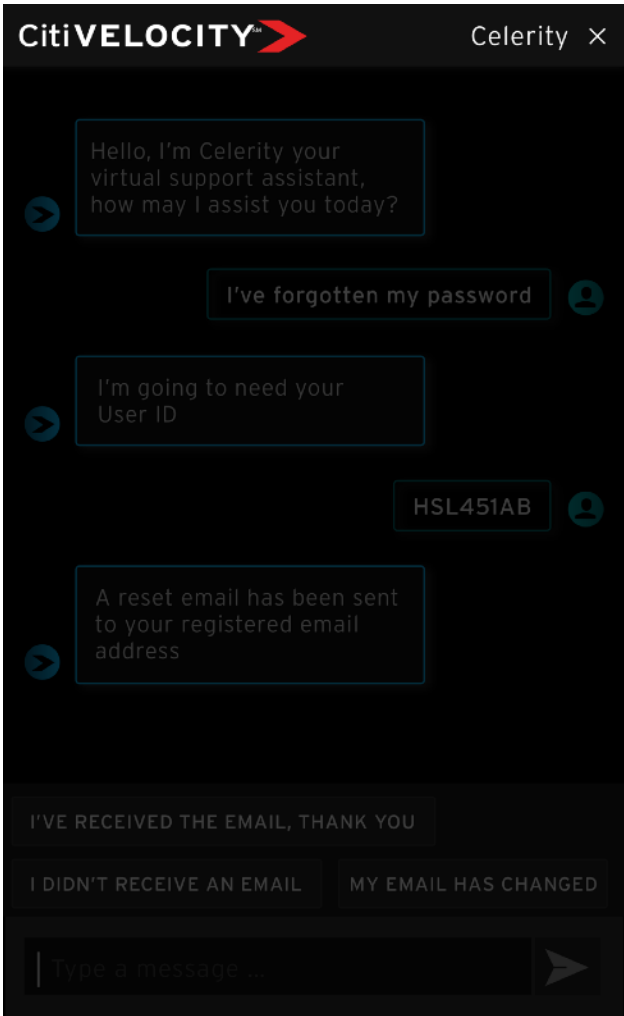 CitiVELOCITY℠
Celerity ×
Hello, I'm Celerity your
virtual support assistant,
how may I assist you today?
I've forgotten my password
I'm going to need your
User ID
HSL451AB
A reset email has been sent
to your registered email
address
I'VE RECEIVED THE EMAIL, THANK YOU
I DIDN'T RECEIVE AN EMAIL
MY EMAIL HAS CHANGED
Type a message ...